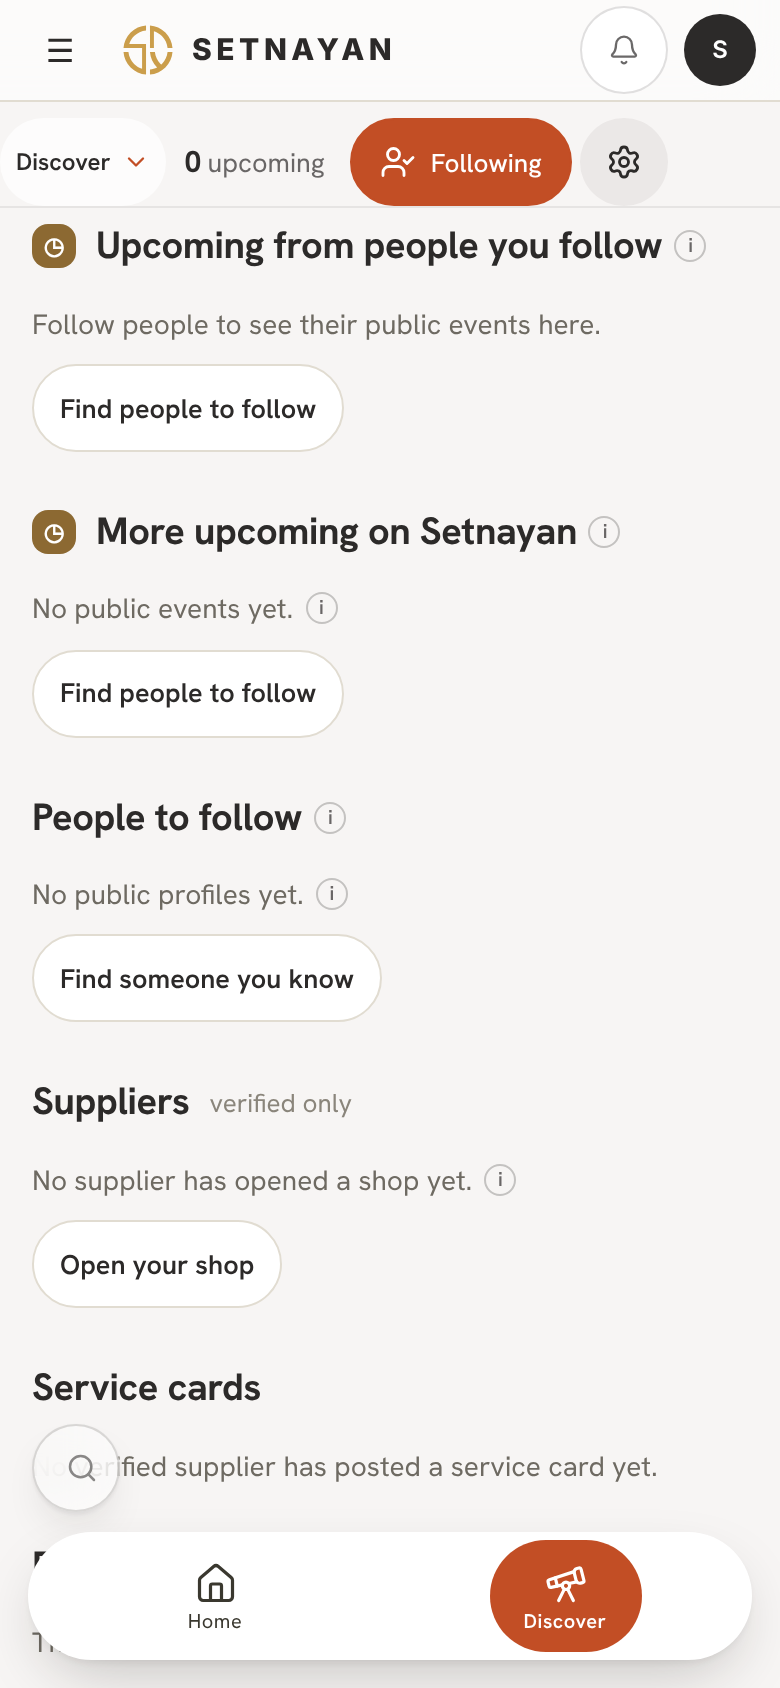 SETNAYAN
S
Discover
0 upcoming
Following
Upcoming from people you follow
i
Follow people to see their public events here.
Find people to follow
More upcoming on Setnayan
i
No public events yet.
i
Find people to follow
People to follow
i
No public profiles yet.
i
Find someone you know
Suppliers verified only
No supplier has opened a shop yet.
i
Open your shop
Service cards
No verified supplier has posted a service card yet.
Home
Discover